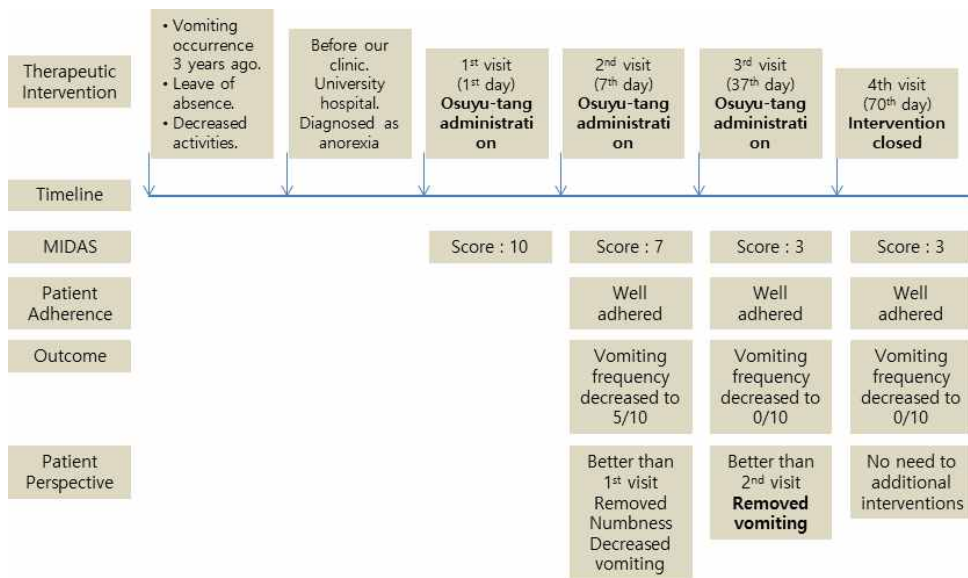 Therapeutic
Intervention
• Vomiting
occurrence
3 years ago.
• Leave of
absence.
• Decreased
activities.
Before our
clinic.
University
hospital.
Diagnosed as
anorexia
1st visit
(1st day)
Osuyu-tang
administrati
on
2nd visit
(7th day)
Osuyu-tang
administrati
on
3rd visit
(37th day)
Osuyu-tang
administrati
on
4th visit
(70th day)
Intervention
closed
Timeline
MIDAS
Score : 10
Score : 7
Score : 3
Score : 3
Patient
Adherence
Well
adhered
Well
adhered
Well
adhered
Outcome
Vomiting
frequency
decreased to
5/10
Vomiting
frequency
decreased to
0/10
Vomiting
frequency
decreased to
0/10
Patient
Perspective
Better than
1st visit
Removed
Numbness
Decreased
vomiting
Better than
2nd visit
Removed
vomiting
No need to
additional
interventions